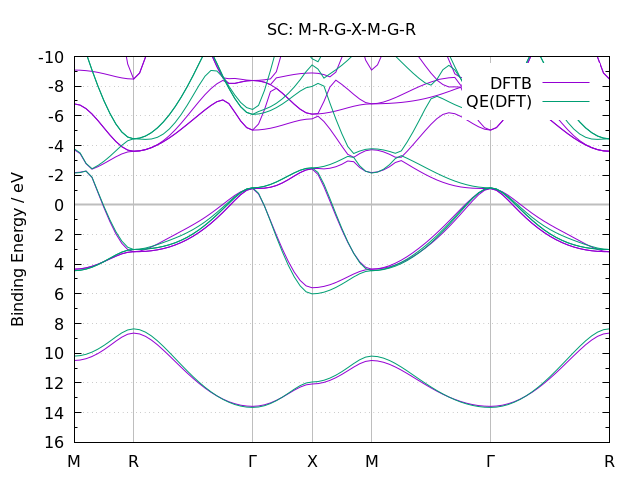 SC: M-R-G-X-M-G-R
-10
-8
-6
-4
-2
0
2
4
6
8
10
12
14
16
Binding Energy / eV
DFTB
QE(DFT)
M R Γ X M Γ R